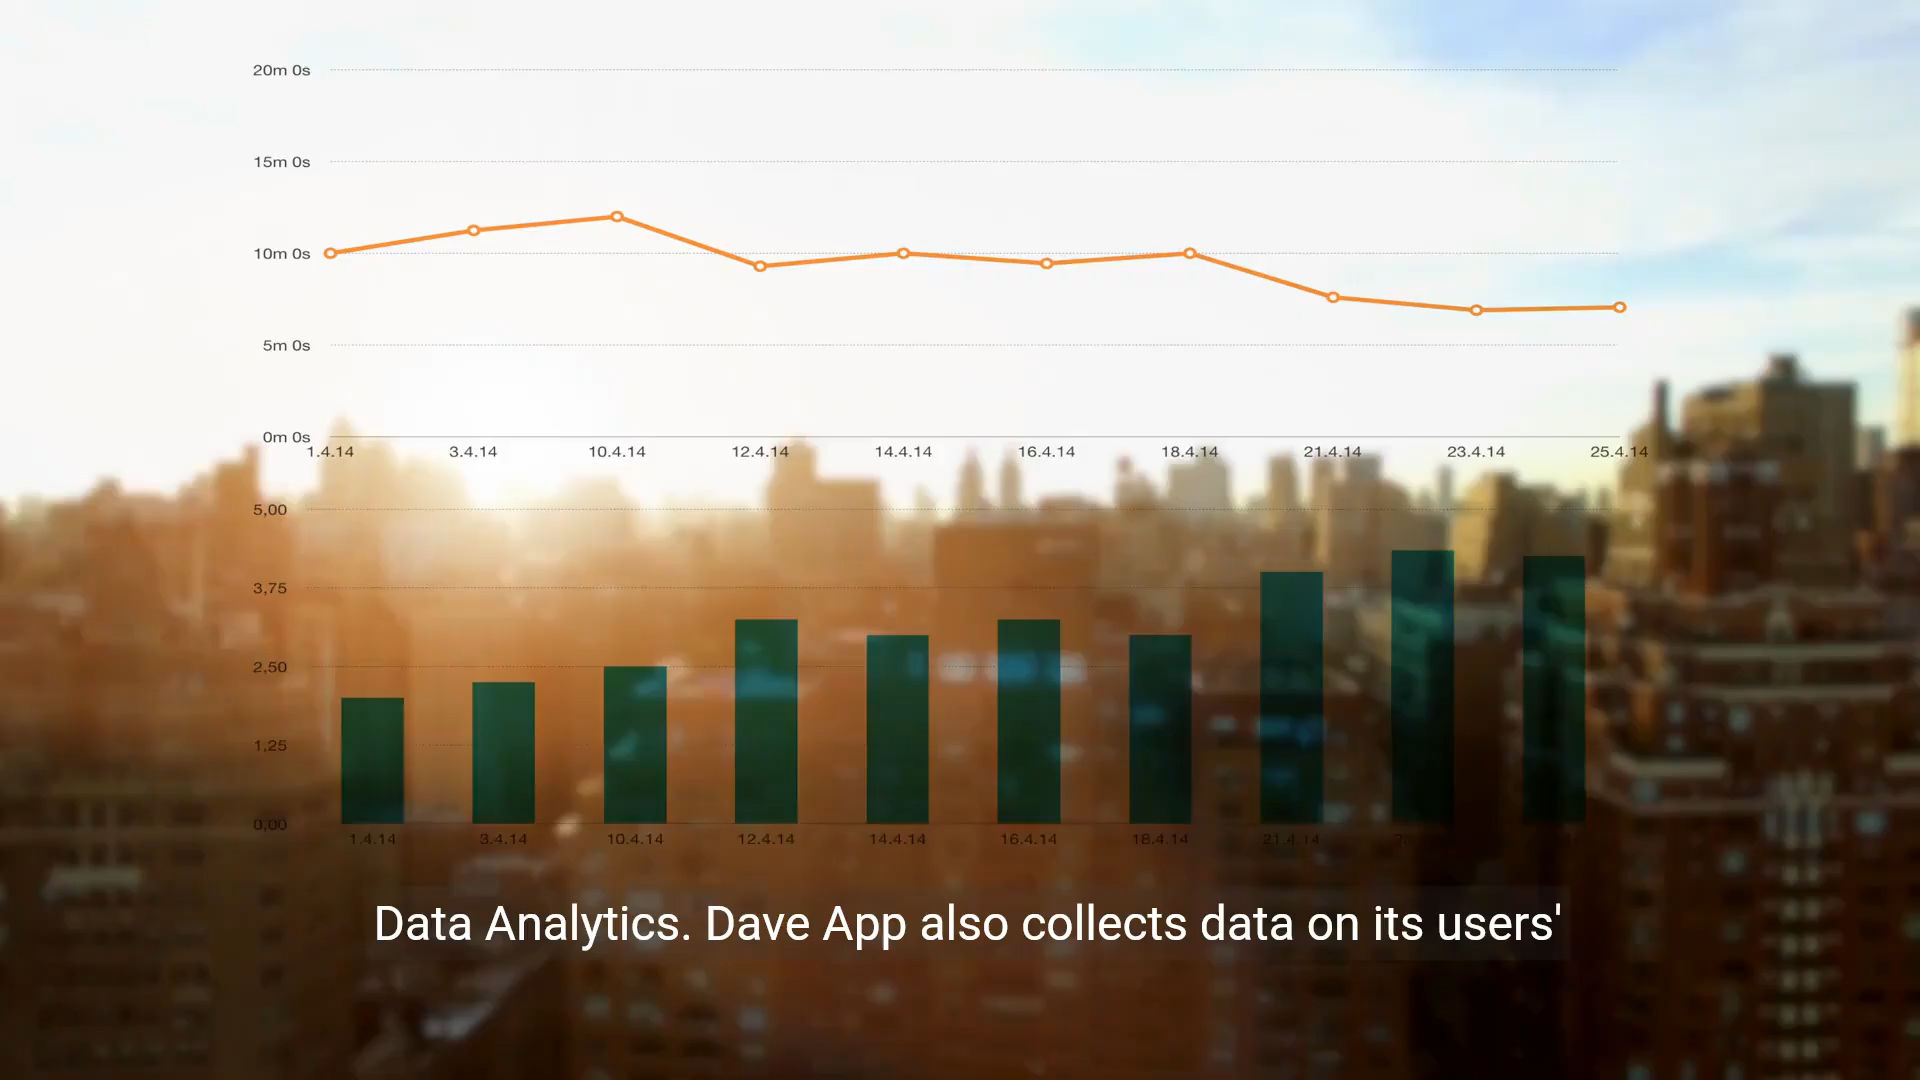 20m 0s
15m 0s
10m 0s
5m 0s
0m 0s
1.4.14 3.4.14 10.4.14 12.4.14 14.4.14 16.4.14 18.4.14 21.4.14 23.4.14 25.4.14
5,00
3,75
2,50
1,25
0,00
1.4.14 3.4.14 10.4.14 12.4.14 14.4.14 16.4.14 18.4.14 21.4.14
Data Analytics. Dave App also collects data on its users'